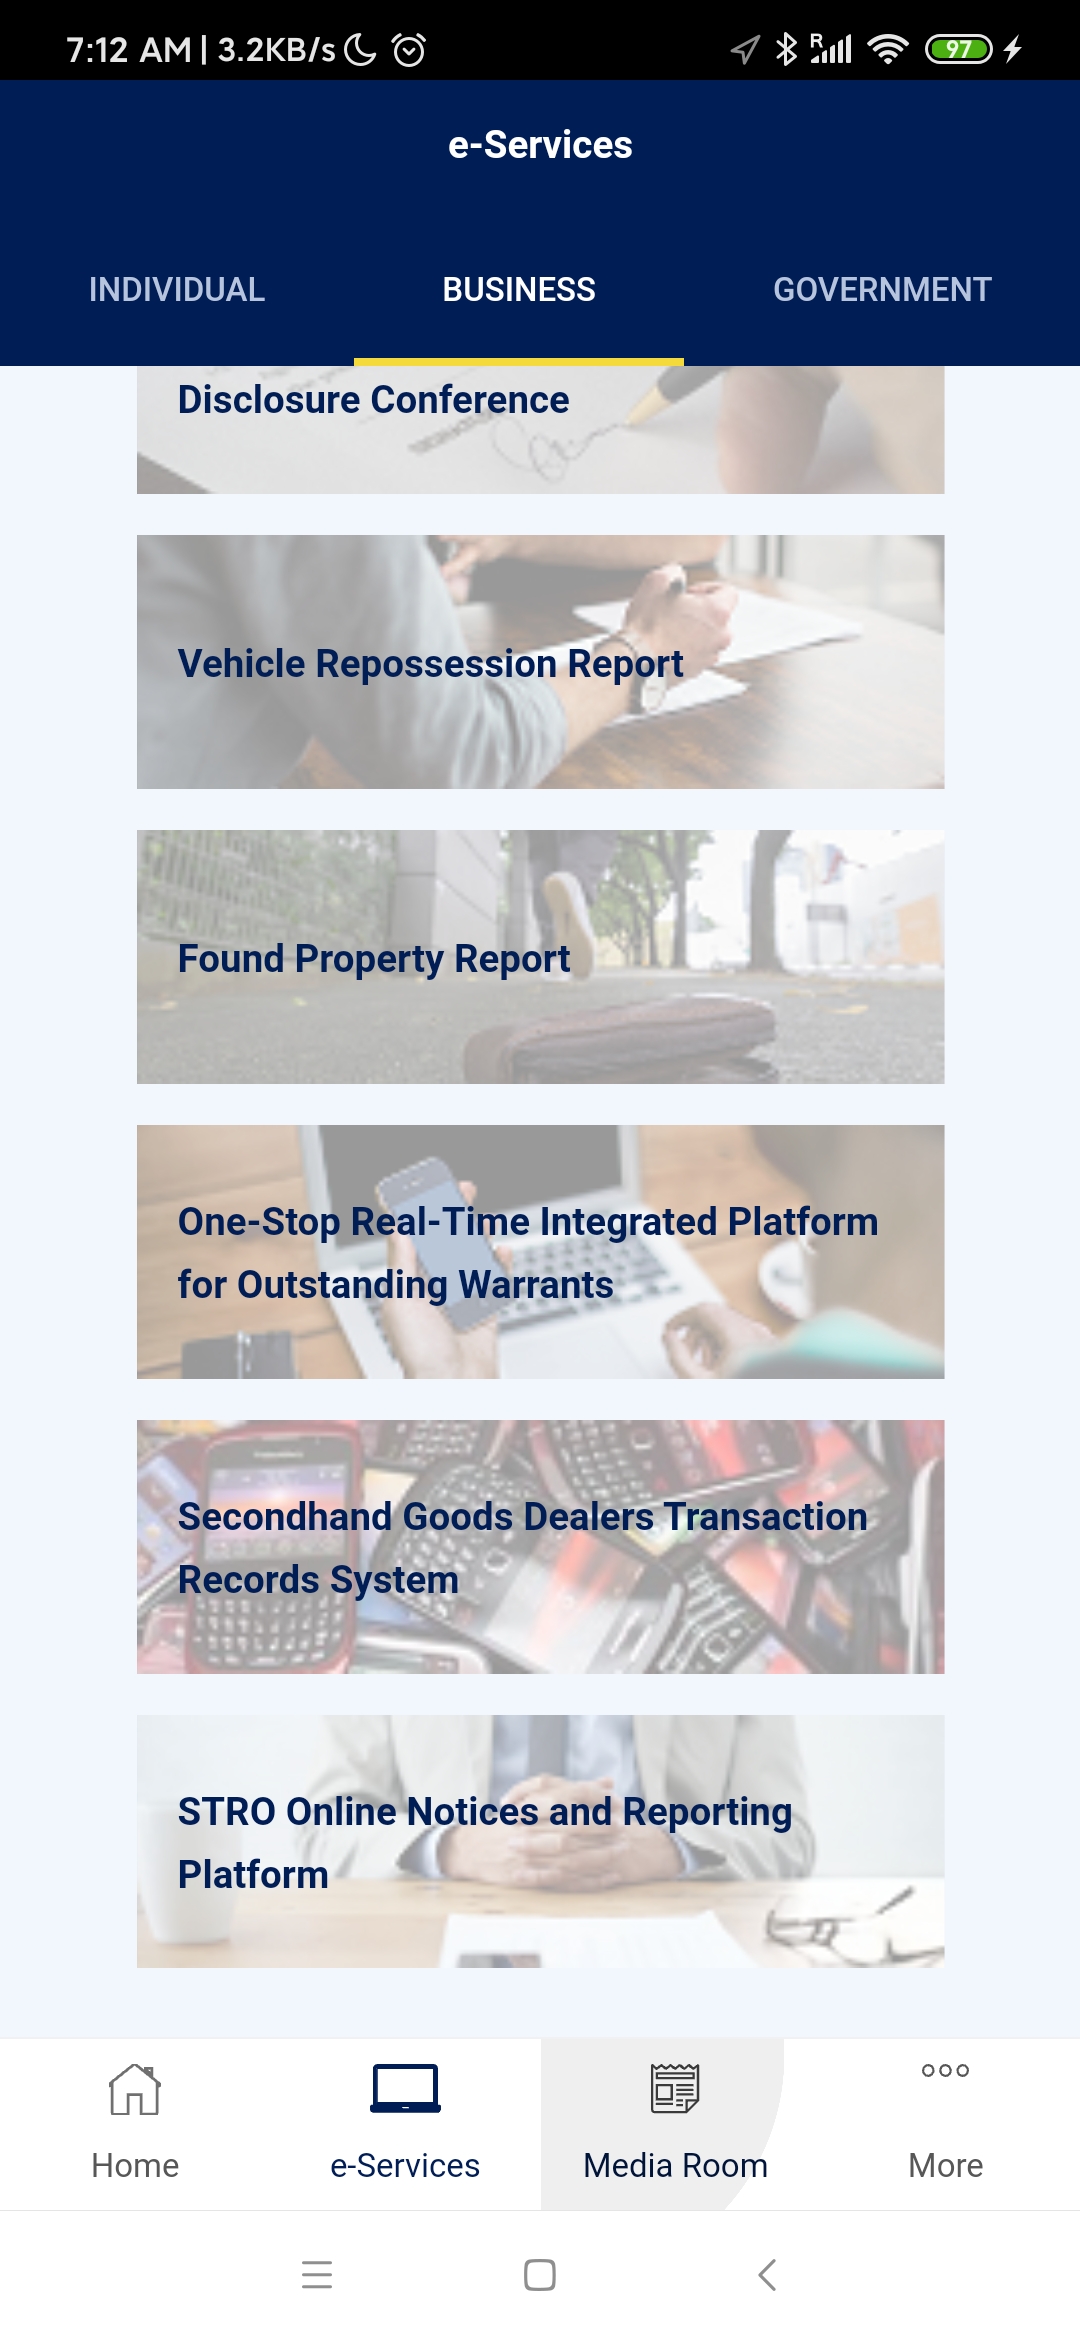 7:12 AM | 3.2KB/s
R
97
e-Services
INDIVIDUAL
BUSINESS
GOVERNMENT
Disclosure Conference
Vehicle Repossession Report
Found Property Report
One-Stop Real-Time Integrated Platform
for Outstanding Warrants
Secondhand Goods Dealers Transaction
Records System
STRO Online Notices and Reporting
Platform
Home
e-Services
Media Room
More